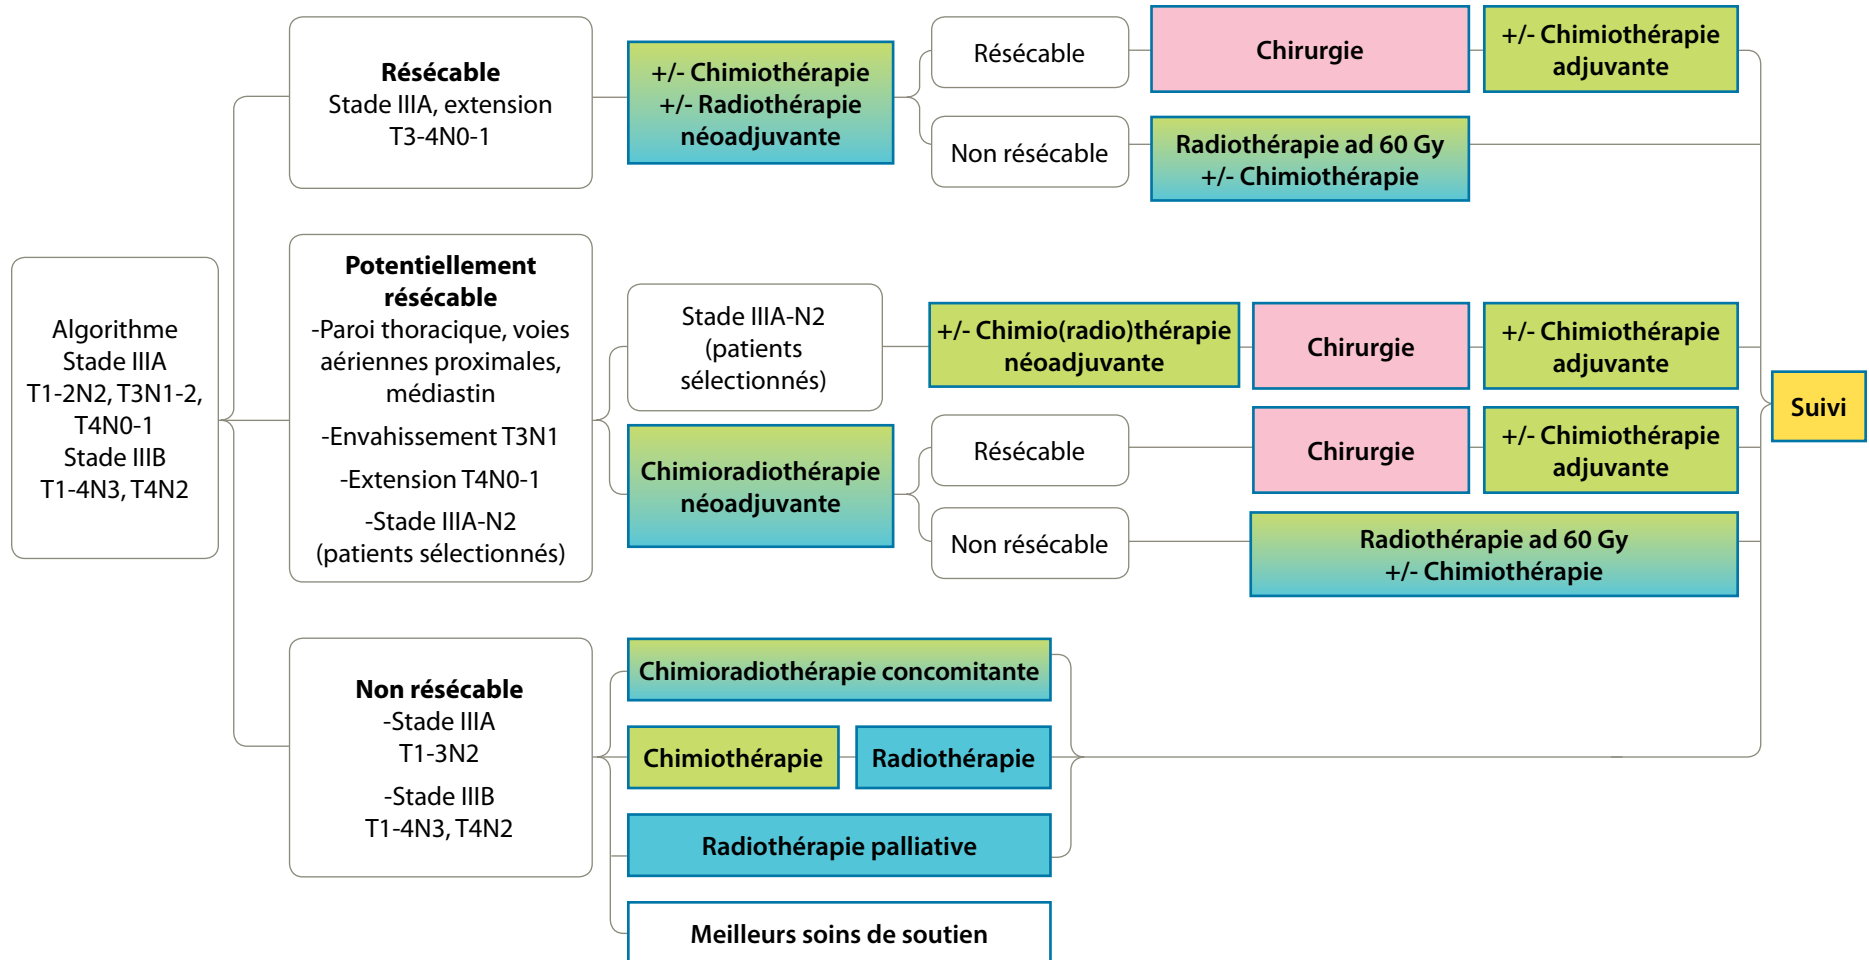 Algorithme
Stade IIIA
T1-2N2, T3N1-2,
T4N0-1
Stade IIIB
T1-4N3, T4N2
Résécable
Stade IIIA, extension
T3-4N0-1
+/- Chimiothérapie
+/- Radiothérapie
néoadjuvante
Résécable
Chirurgie
+/- Chimiothérapie
adjuvante
Non résécable
Radiothérapie ad 60 Gy
+/- Chimiothérapie
Potentiellement
résécable
-Paroi thoracique, voies
aériennes proximales,
médiastin
-Envahissement T3N1
-Extension T4N0-1
-Stade IIIA-N2
(patients sélectionnés)
Stade IIIA-N2
(patients
sélectionnés)
+/- Chimio(radio)thérapie
néoadjuvante
Chirurgie
+/- Chimiothérapie
adjuvante
Chimioradiothérapie
néoadjuvante
Résécable
Chirurgie
+/- Chimiothérapie
adjuvante
Non résécable
Radiothérapie ad 60 Gy
+/- Chimiothérapie
Non résécable
-Stade IIIA
T1-3N2
-Stade IIIB
T1-4N3, T4N2
Chimioradiothérapie concomitante
Chimiothérapie
Radiothérapie
Radiothérapie palliative
Meilleurs soins de soutien
Suivi